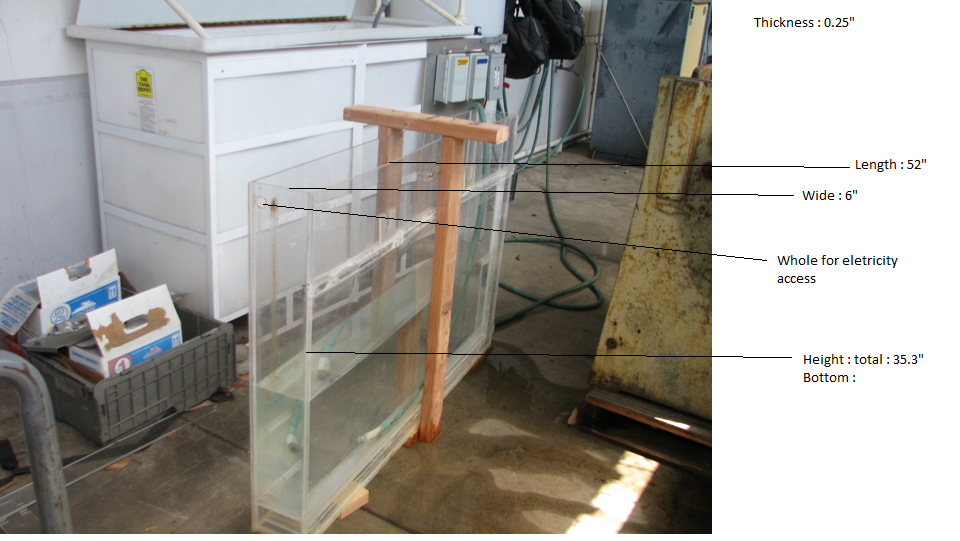 Thickness : 0.25"
Length : 52"
Wide : 6"
Whole for eletricity
access
Height : total : 35.3"
Bottom :